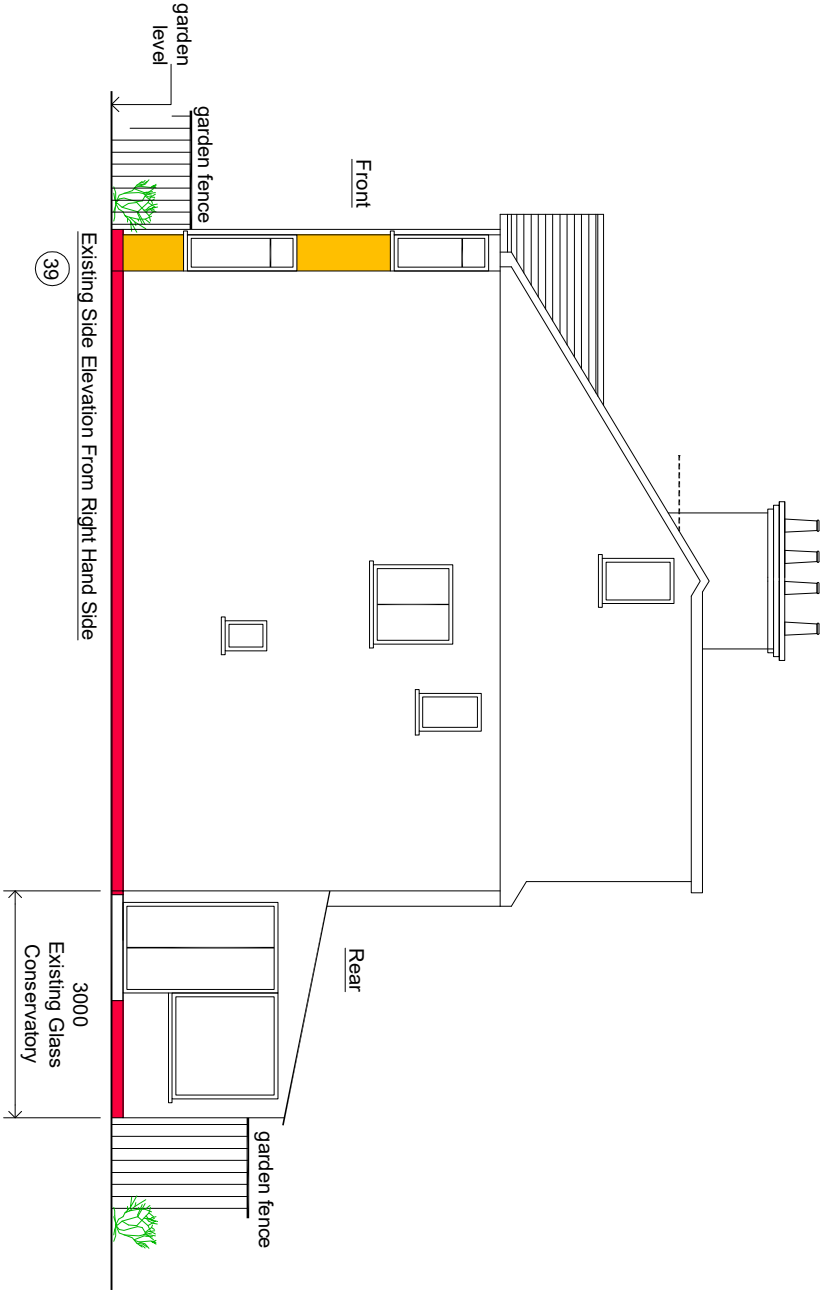 garden
level
garden fence
Front
Existing Side Elevation From Right Hand Side
39
Rear
3000
Existing Glass
Conservatory
garden fence